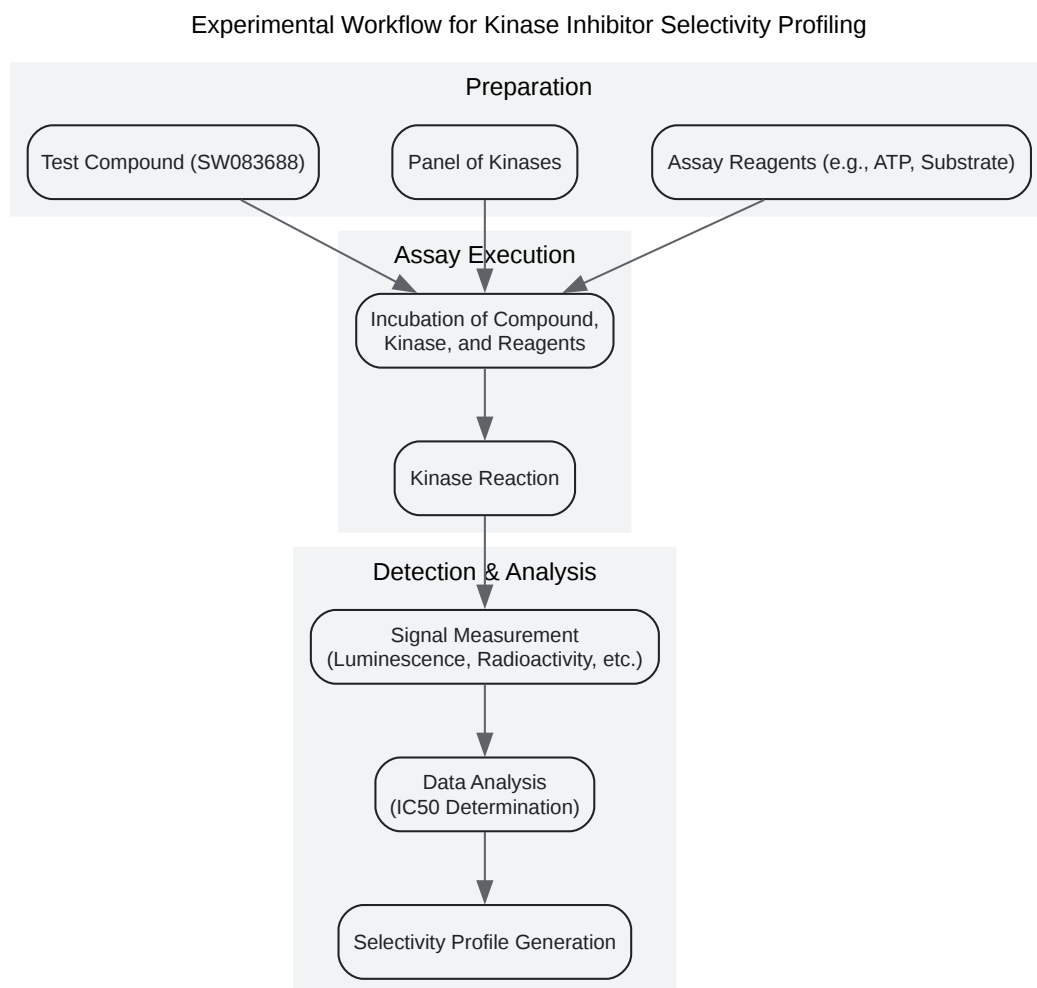 Experimental Workflow for Kinase Inhibitor Selectivity Profiling
Preparation
Test Compound (SW083688)
Panel of Kinases
Assay Reagents (e.g., ATP, Substrate)
Assay Execution
Incubation of Compound,
Kinase, and Reagents
Kinase Reaction
Detection & Analysis
Signal Measurement
(Luminescence, Radioactivity, etc.)
Data Analysis
(IC50 Determination)
Selectivity Profile Generation